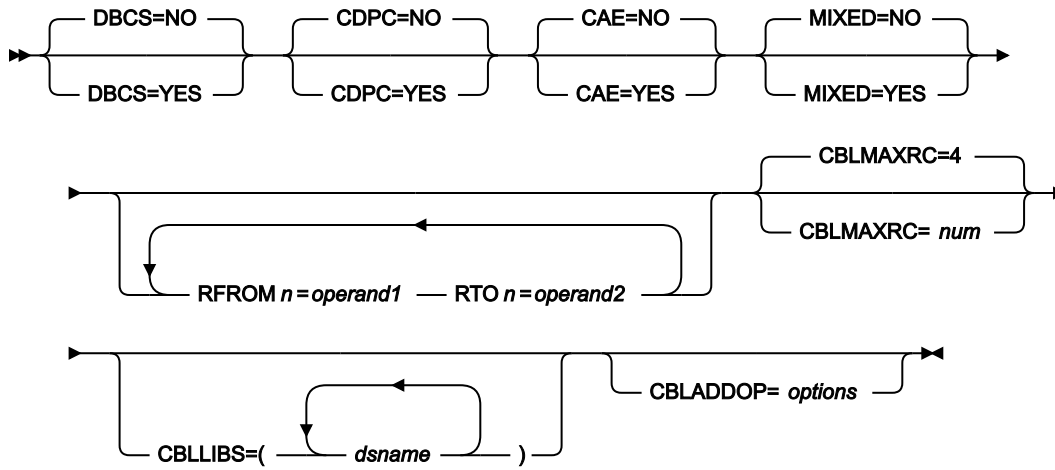 DBCS=NO CDPC=NO CAE=NO MIXED=NO
DBCS=YES CDPC=YES CAE=YES MIXED=YES
CBLMAXRC=4
CBLMAXRC= num
RFROM n=operand1 RTO n=operand2
CBLADDOP= options
CBLLIBS=( dsname )